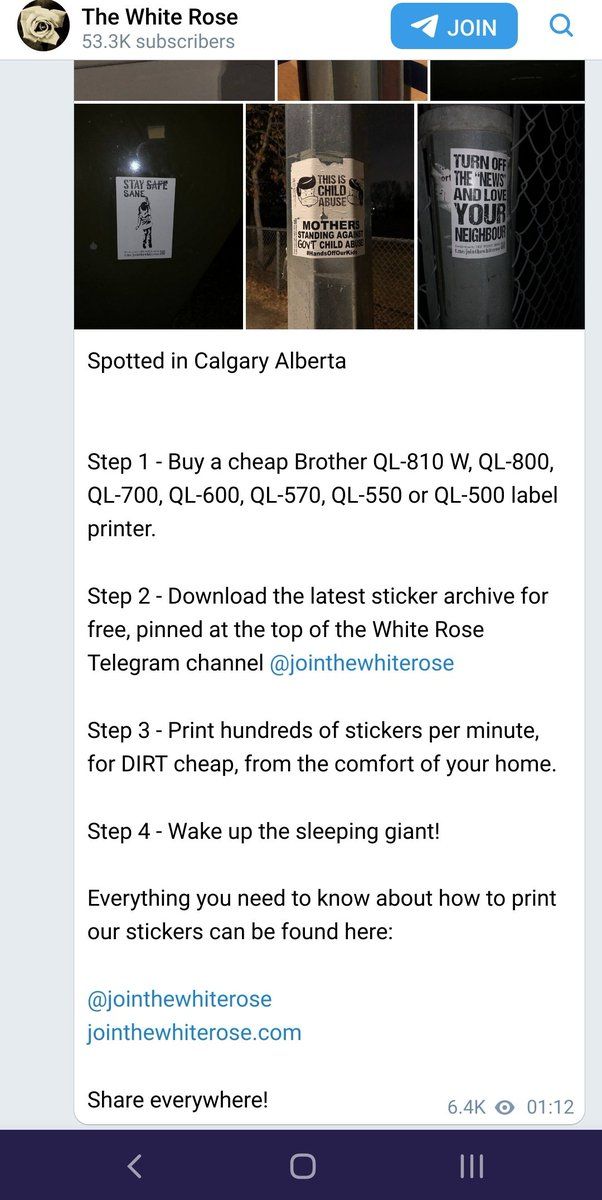 The White Rose
53.3K subscribers
JOIN
STAY SAFE
SANE
THIS IS
CHILD
ABUSE
MOTHERS
STANDING AGAINST
GOV'T CHILD ABUSE
#HandsOffOurKids
TURN OFF
THE "NEWS"
AND LOVE
YOUR
NEIGHBOUR
Spotted in Calgary Alberta
Step 1 - Buy a cheap Brother QL-810 W, QL-800,
QL-700, QL-600, QL-570, QL-550 or QL-500 label
printer.
Step 2 - Download the latest sticker archive for
free, pinned at the top of the White Rose
Telegram channel @jointhewhiterose
Step 3 - Print hundreds of stickers per minute,
for DIRT cheap, from the comfort of your home.
Step 4 - Wake up the sleeping giant!
Everything you need to know about how to print
our stickers can be found here:
@jointhewhiterose
jointhewhiterose.com
Share everywhere!
6.4K 01:12